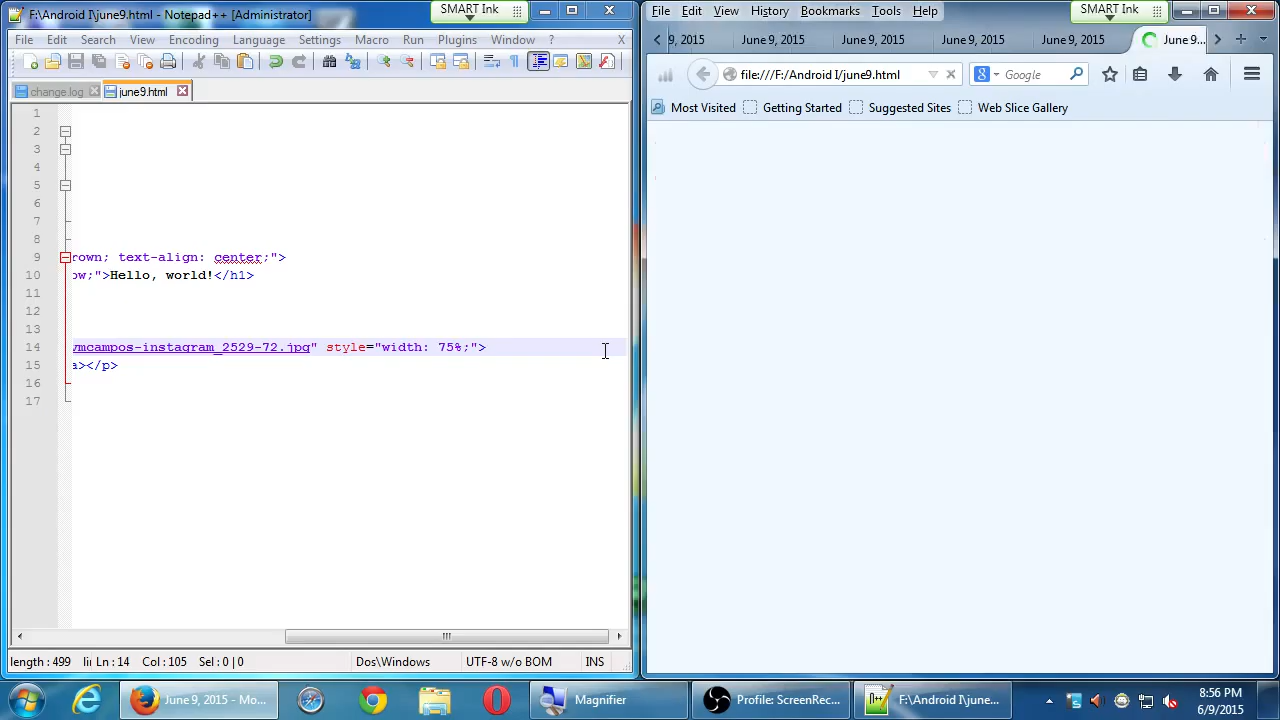 F:\Android I\june9.html - Notepad++ [Administrator]
SMART Ink
File Edit Search View Encoding Language Settings Macro Run Plugins Window ? X
change.log june9.html
1
2
3
4
5
6
7
8
9 rown; text-align: center;">
10 ow;">Hello, world!</h1>
11
12
13
14 vmcampos-instagram_2529-72.jpg" style="width: 75%;">
15 a></p>
16
17
length : 499 Ln : 14 Col : 105 Sel : 0 | 0 Dos\Windows UTF-8 w/o BOM INS
File Edit View History Bookmarks Tools Help
SMART Ink
9, 2015 June 9, 2015 June 9, 2015 June 9, 2015 June 9, 2015 June 9...
file:///F:/Android I/june9.html Google
Most Visited Getting Started Suggested Sites Web Slice Gallery
June 9, 2015 - Mo... Magnifier Profile: ScreenRec... F:\Android I\june...
8:56 PM
6/9/2015